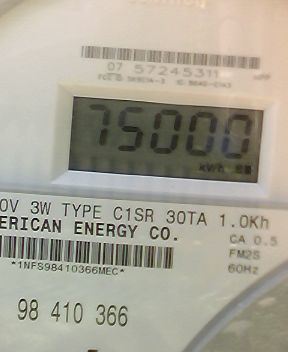 07 57245311
75000
kWh
0V 3W TYPE C1SR 30TA 1.0Kh
ERICAN ENERGY CO.
CA 0.5
*1NFS98410366MEC*
FM2S
60Hz
98 410 366